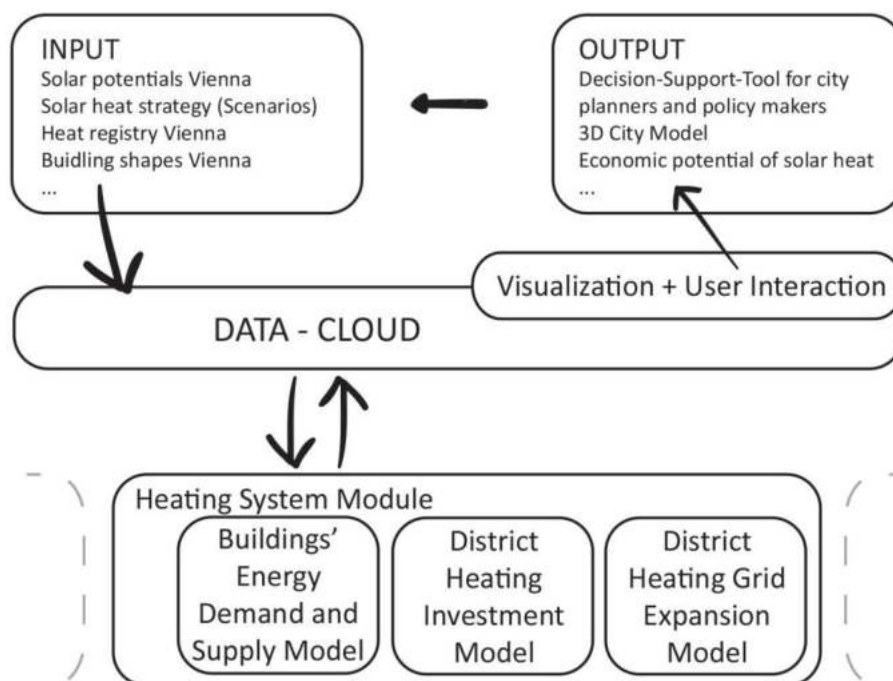 INPUT
Solar potentials Vienna
Solar heat strategy (Scenarios)
Heat registry Vienna
Buidling shapes Vienna
...
OUTPUT
Decision-Support-Tool for city
planners and policy makers
3D City Model
Economic potential of solar heat
...
Visualization + User Interaction
DATA - CLOUD
Heating System Module
Buildings’
Energy
Demand and
Supply Model
District
Heating
Investment
Model
District
Heating Grid
Expansion
Model